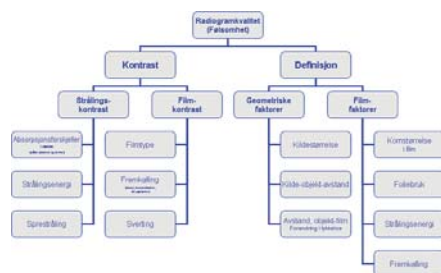 Radiogramkvalitet
(Følsomhet)
Kontrast
Definisjon
Strålings-
kontrast
Film-
kontrast
Geometriske
faktorer
Film-
faktorer
Absorpsjonsforskjeller
Filmtype
Kildestørrelse
Kornstørrelse
i film
Strålingsenergi
Fremkalling
Kilde-objekt-avstand
Foliebruk
Spredtstråling
Sverting
Avstand, objekt-film
Strålingsenergi
Fremkalling